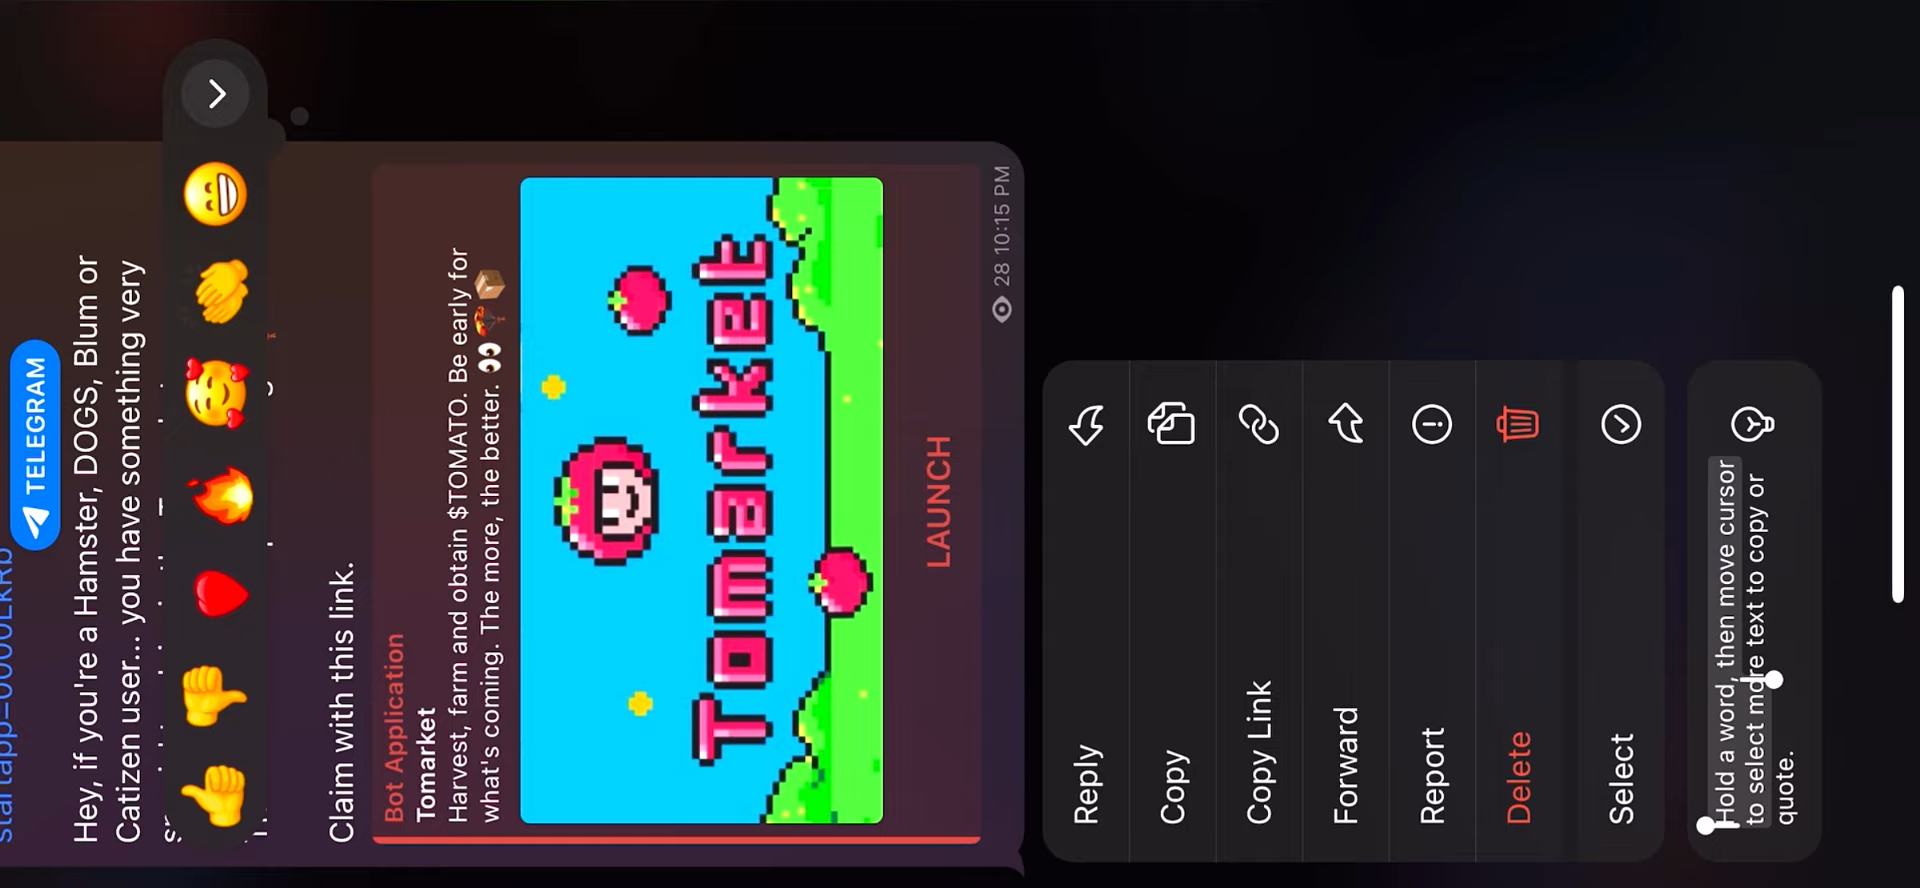 TELEGRAM
Hey, if you're a Hamster, DOGS, Blum or
Catizen user... you have something very
Claim with this link.
Bot Application
Tomarket
Harvest, farm and obtain $TOMATO. Be early for
what's coming. The more, the better. 👀🪂📦
Tomarket
LAUNCH
28 10:15 PM
Reply
Copy
Copy Link
Forward
Report
Delete
Select
Hold a word, then move cursor
to select more text to copy or
quote.